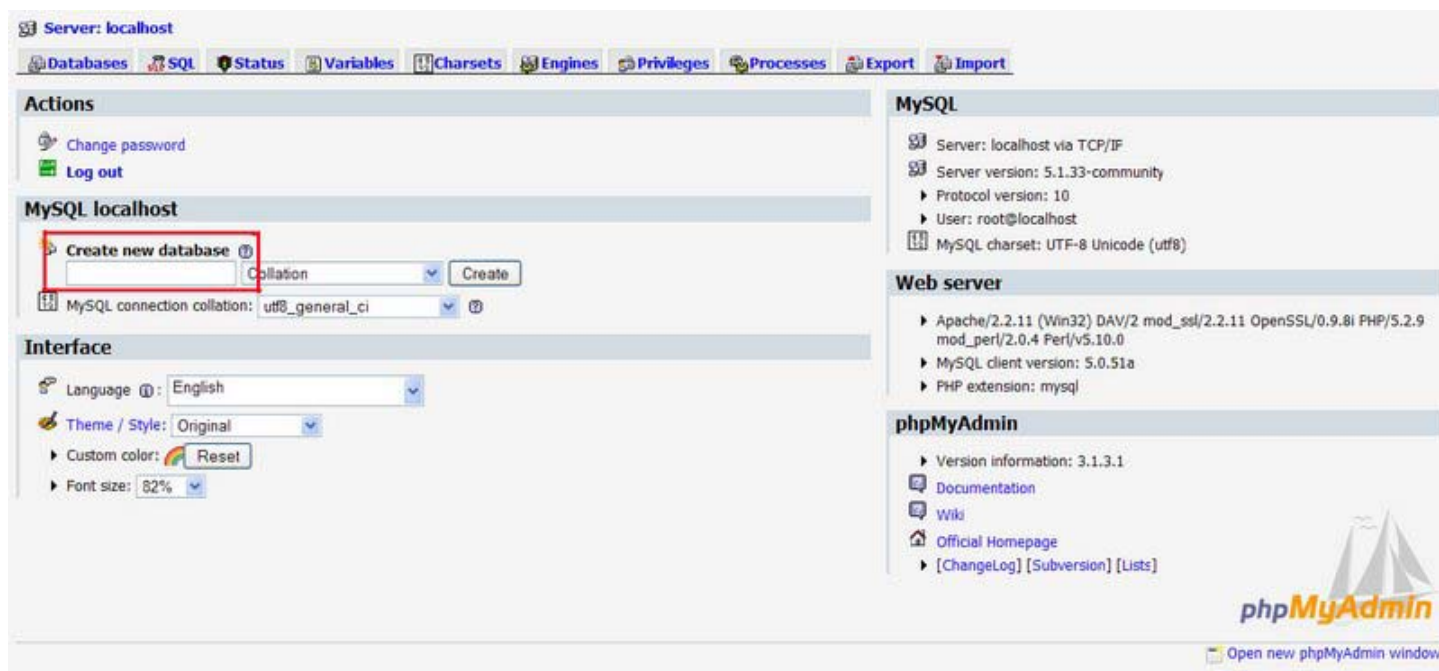 Server: localhost
Databases SQL Status Variables Charsets Engines Privileges Processes Export Import
Actions
Change password
Log out
MySQL localhost
Create new database
Collation Create
MySQL connection collation: utf8_general_ci
Interface
Language : English
Theme / Style: Original
Custom color: Reset
Font size: 82%
MySQL
Server: localhost via TCP/IP
Server version: 5.1.33-community
Protocol version: 10
User: root@localhost
MySQL charset: UTF-8 Unicode (utf8)
Web server
Apache/2.2.11 (Win32) DAV/2 mod_ssl/2.2.11 OpenSSL/0.9.8i PHP/5.2.9
mod_perl/2.0.4 Perl/v5.10.0
MySQL client version: 5.0.51a
PHP extension: mysql
phpMyAdmin
Version information: 3.1.3.1
Documentation
Wiki
Official Homepage
[ChangeLog] [Subversion] [Lists]
phpMyAdmin
Open new phpMyAdmin window